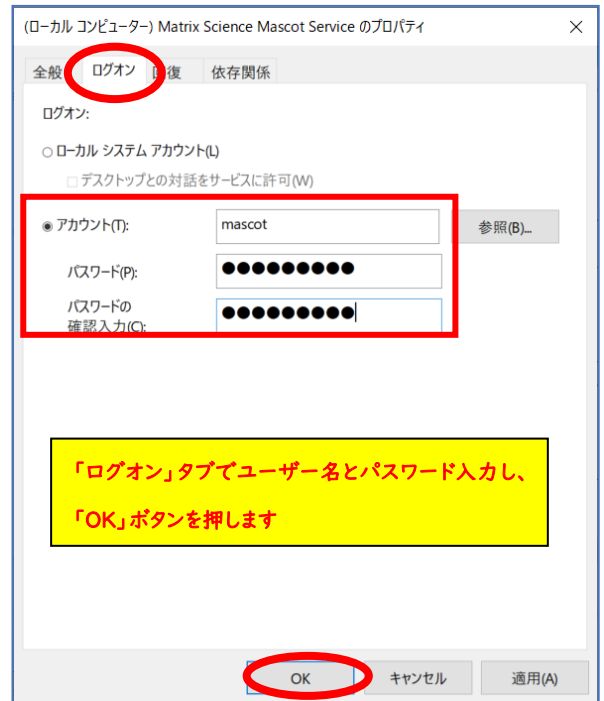 (ローカル コンピューター) Matrix Science Mascot Service のプロパティ
全般 ログオン 回復 依存関係
ログオン:
ローカル システム アカウント(L)
デスクトップとの対話をサービスに許可(W)
アカウント(T): mascot 参照(B)...
パスワード(P): ●●●●●●●●●
パスワードの
確認入力(C): ●●●●●●●●●
「ログオン」タブでユーザー名とパスワード入力し、
「OK」ボタンを押します
OK キャンセル 適用(A)